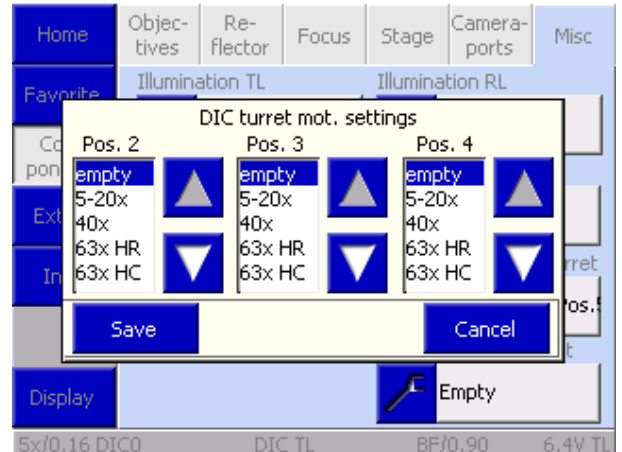 Home
Objec-
tives
Re-
flector
Focus
Stage
Camera-
ports
Misc
Illumination TL
Illumination RL
Favorite
DIC turret mot. settings
Pos. 2
Pos. 3
Pos. 4
empty
5-20x
40x
63x HR
63x HC
empty
5-20x
40x
63x HR
63x HC
empty
5-20x
40x
63x HR
63x HC
Save
Cancel
Display
Empty
5x/0.16 DIC0
DIC TL
BF/0.90
6.4V TL